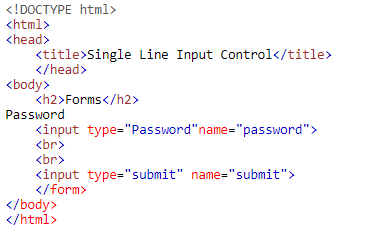 <!DOCTYPE html>
<html>
<head>
    <title>Single Line Input Control</title>
    </head>
<body>
    <h2>Forms</h2>
Password
    <input type="Password"name="password">
    <br>
    <br>
    <input type="submit" name="submit">
    </form>
</body>
</html>